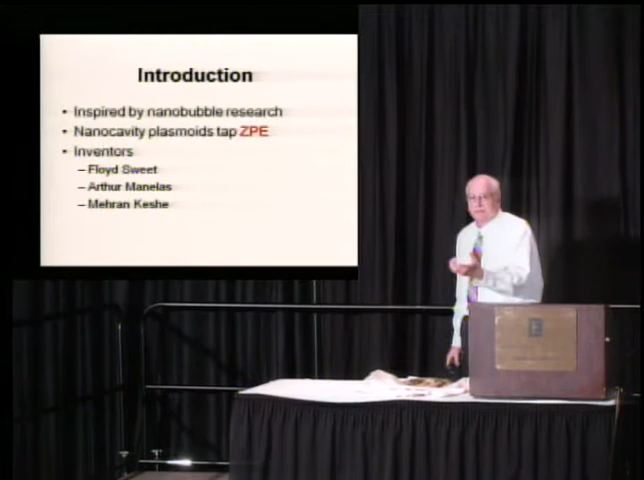 Introduction
• Inspired by nanobubble research
• Nanocavity plasmoids tap ZPE
• Inventors
– Floyd Sweet
– Arthur Manelas
– Mehran Keshe
E